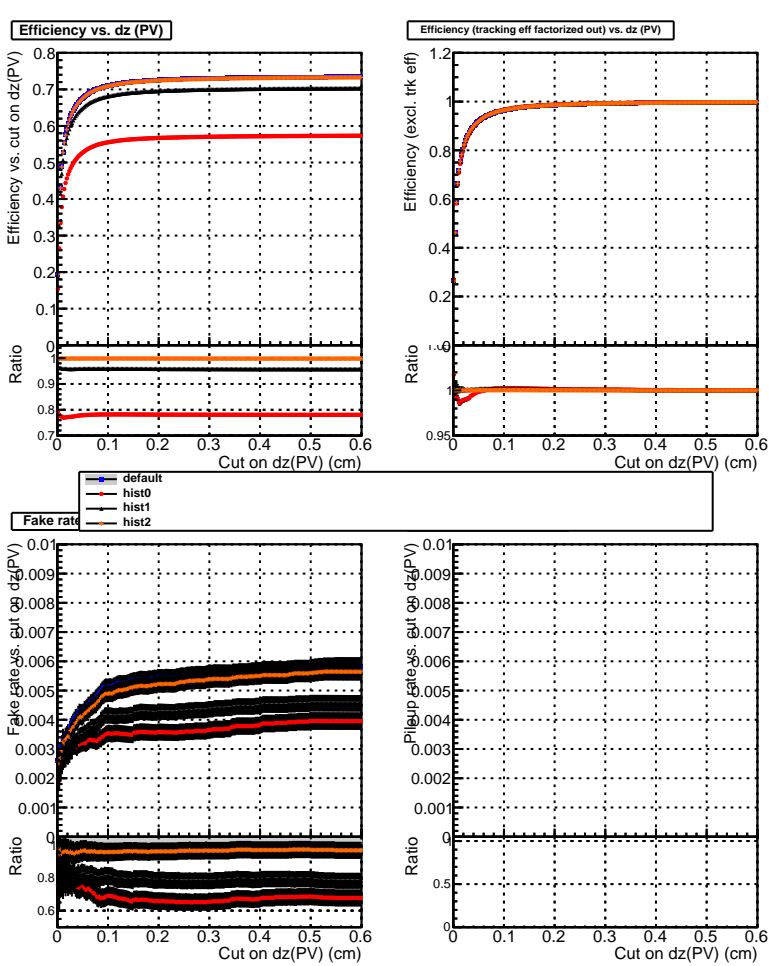 Efficiency vs. dz (PV)
Efficiency vs. cut on dz(PV)
0.8
0.7
0.6
0.5
0.4
0.3
0.2
0.1
0
Ratio
1
0.9
0.8
0.7
0 0.1 0.2 0.3 0.4 0.5 0.6
Cut on dz(PV) (cm)
Efficiency (tracking eff factorized out) vs. dz (PV)
Efficiency (excl. trk eff)
1.2
1
0.8
0.6
0.4
0.2
0
Ratio
1
0.95
0 0.1 0.2 0.3 0.4 0.5 0.6
Cut on dz(PV) (cm)
default
hist0
hist1
hist2
Fake rate
Fake rate vs. cut on dz(PV)
0.01
0.009
0.008
0.007
0.006
0.005
0.004
0.003
0.002
0.001
0
Ratio
1
0.8
0.6
0 0.1 0.2 0.3 0.4 0.5 0.6
Cut on dz(PV) (cm)
Pileup rate vs. cut on dz(PV)
0.01
0.009
0.008
0.007
0.006
0.005
0.004
0.003
0.002
0.001
0
Ratio
0.5
0
0 0.1 0.2 0.3 0.4 0.5 0.6
Cut on dz(PV) (cm)